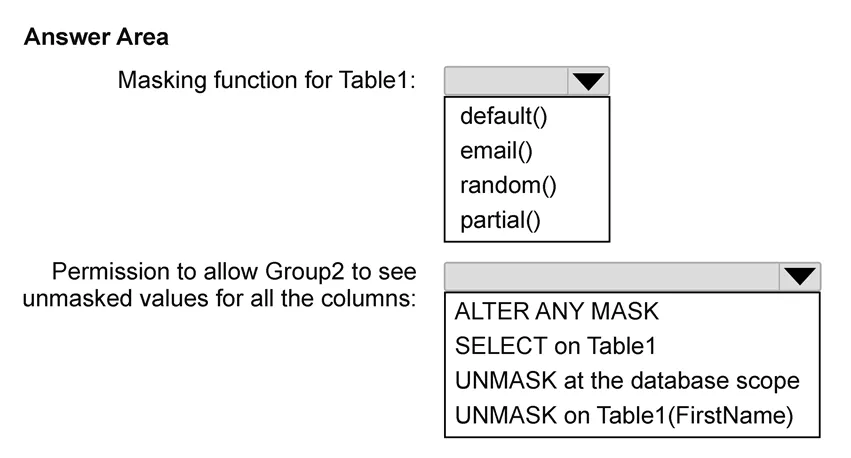 Answer Area
Masking function for Table1:
default()
email()
random()
partial()
Permission to allow Group2 to see
unmasked values for all the columns:
ALTER ANY MASK
SELECT on Table1
UNMASK at the database scope
UNMASK on Table1(FirstName)